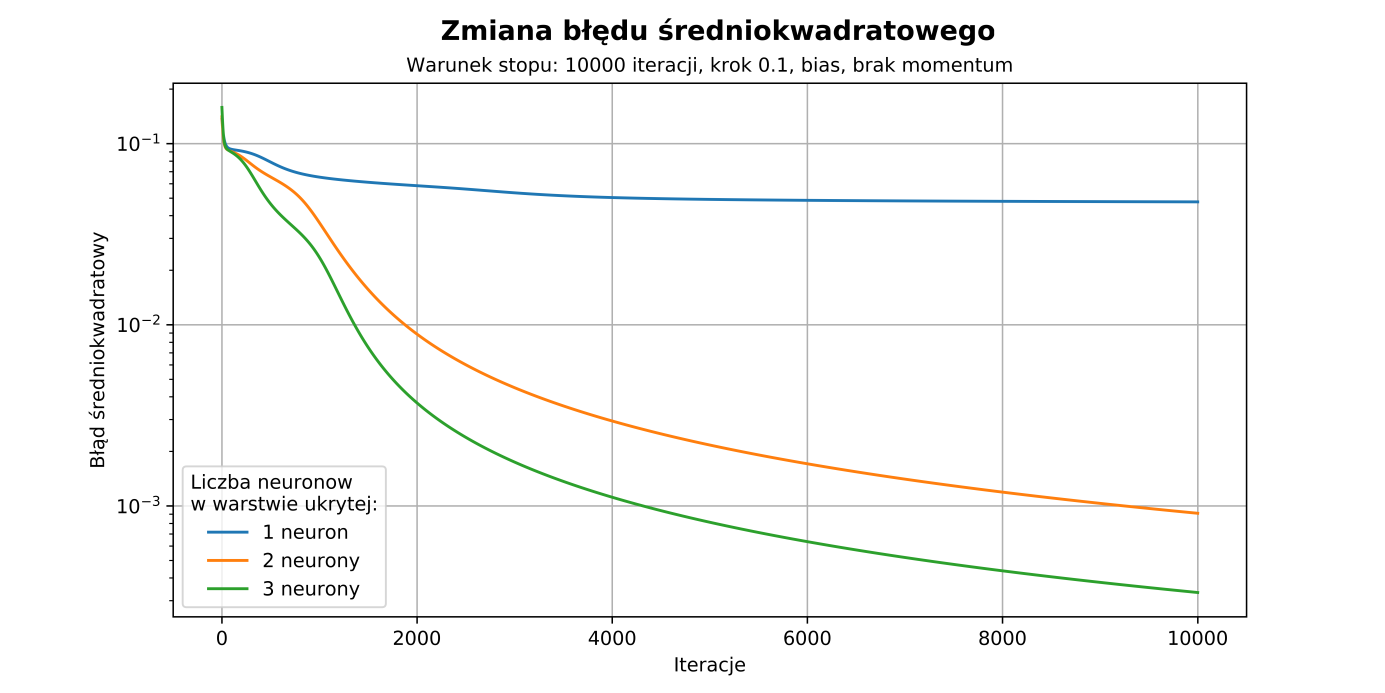 Zmiana błędu średniokwadratowego
Warunek stopu: 10000 iteracji, krok 0.1, bias, brak momentum
Błąd średniokwadratowy
10⁻¹
10⁻²
10⁻³
Liczba neuronow
w warstwie ukrytej:
1 neuron
2 neurony
3 neurony
0 2000 4000 6000 8000 10000
Iteracje